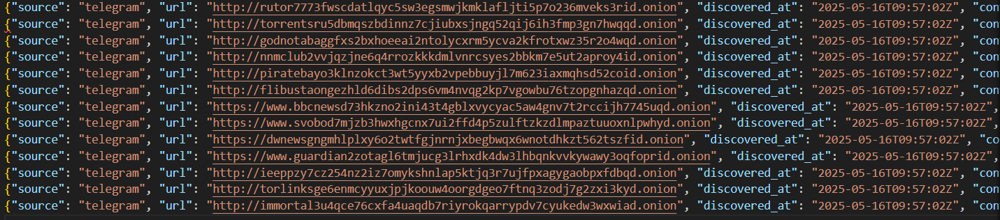 {"source": "telegram", "url": "http://rutor7773fwscdatlqyc5sw3egsmwjkmklafljti5p7o236mveks3rid.onion", "discovered_at": "2025-05-16T09:57:02Z", "con
{"source": "telegram", "url": "http://torrentsru5dbmqszbdinnz7cjiubxsjngq52qij6ih3fmp3gn7hwqqd.onion", "discovered_at": "2025-05-16T09:57:02Z", "con
{"source": "telegram", "url": "http://godnotabaggfxs2bxhoeeai2ntolycxrm5ycva2kfrotxwz35r2o4wqd.onion", "discovered_at": "2025-05-16T09:57:02Z", "con
{"source": "telegram", "url": "http://nnmclub2vvjqzjne6q4rrozkkkdmlvnrcsyes2bbkm7e5ut2aproy4id.onion", "discovered_at": "2025-05-16T09:57:02Z", "con
{"source": "telegram", "url": "http://piratebayo3klnzokct3wt5yyxb2vpebbuyjl7m623iaxmqhsd52coid.onion", "discovered_at": "2025-05-16T09:57:02Z", "con
{"source": "telegram", "url": "http://flibustaongezhld6dibs2dps6vm4nvqg2kp7vgowbu76tzopgnhazqd.onion", "discovered_at": "2025-05-16T09:57:02Z", "con
{"source": "telegram", "url": "https://www.bbcnewsd73hkzno2ini43t4gblxvycyac5aw4gnv7t2rccijh7745uqd.onion", "discovered_at": "2025-05-16T09:57:02Z",
{"source": "telegram", "url": "https://www.svobod7mjzb3hwxhgcnx7ui2ffd4p5zulftzkzdlmpaztuuoxnlpwhyd.onion", "discovered_at": "2025-05-16T09:57:02Z",
{"source": "telegram", "url": "https://dwnewsgngmhlplxy6o2twtfgjnrnjxbegbwqx6wnotdhkzt562tszfid.onion", "discovered_at": "2025-05-16T09:57:02Z", "co
{"source": "telegram", "url": "https://www.guardian2zotagl6tmjucg3lrhxdk4dw3lhbqnkvvkywawy3oqfoprid.onion", "discovered_at": "2025-05-16T09:57:02Z",
{"source": "telegram", "url": "http://ieeppzy7cz254nz2iz7omykshnlap5ktjq3r7ujfpxagygaobpxfdbqd.onion", "discovered_at": "2025-05-16T09:57:02Z", "con
{"source": "telegram", "url": "http://torlinksge6enmcyyuxjpjkoouw4oorgdgeo7ftnq3zodj7g2zxi3kyd.onion", "discovered_at": "2025-05-16T09:57:02Z", "con
{"source": "telegram", "url": "http://immortal3u4qce76cxfa4uaqdb7riyrokqarrypdv7cyukedw3wxwiad.onion", "discovered_at": "2025-05-16T09:57:02Z", "con